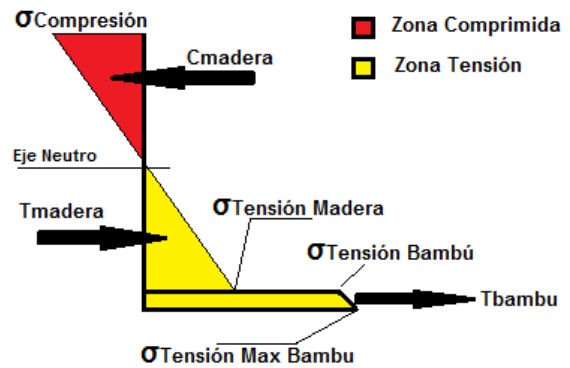 σCompresión
Zona Comprimida
Cmadera
Zona Tensión
Eje Neutro
Tmadera
σTensión Madera
σTensión Bambú
Tbambu
σTensión Max Bambu